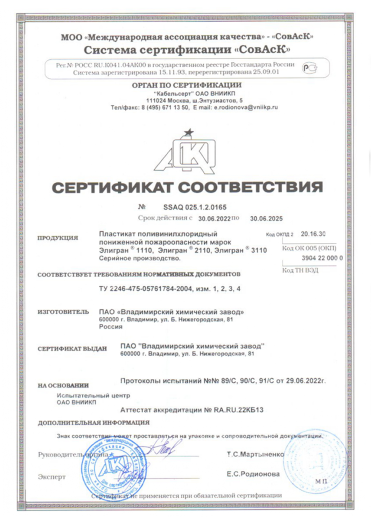 МОО «Международная ассоциация качества» - «СовАсК»
Система сертификации «СовАсК»
Рег№ РОСС RU.К041.04АК00 в государственном реестре Госстандарта России
Система зарегистрирована 15.11.93, перерегистрирована 25.09.01
ОРГАН ПО СЕРТИФИКАЦИИ
"Кабельсерт" ОАО ВНИИКП
111024 Москва, ш.Энтузиастов, 5
Тел/факс: 8 (495) 671 13 50, E mail: e.rodionova@vniikp.ru
СЕРТИФИКАТ СООТВЕТСТВИЯ
№ SSAQ 025.1.2.0165
Срок действия с 30.06.2022 по 30.06.2025
ПРОДУКЦИЯ
Пластикат поливинилхлоридный
пониженной пожароопасности марок
Элигран ® 1110, Элигран ® 2110, Элигран ® 3110
Серийное производство.
Код ОКПД 2 20.16.30
Код ОК 005 (ОКП)
3904 22 000 0
Код ТН ВЭД
СООТВЕТСТВУЕТ ТРЕБОВАНИЯМ НОРМАТИВНЫХ ДОКУМЕНТОВ
ТУ 2246-475-05761784-2004, изм. 1, 2, 3, 4
ИЗГОТОВИТЕЛЬ
ПАО «Владимирский химический завод»
600000 г. Владимир, ул. Б. Нижегородская, 81
Россия
СЕРТИФИКАТ ВЫДАН
ПАО "Владимирский химический завод"
600000 г. Владимир, ул. Б. Нижегородская, 81
НА ОСНОВАНИИ
Протоколы испытаний №№ 89/С, 90/С, 91/С от 29.06.2022г.
Испытательный центр
ОАО ВНИИКП
Аттестат аккредитации № RA.RU.22КБ13
ДОПОЛНИТЕЛЬНАЯ ИНФОРМАЦИЯ
Знак соответствия может проставляться на упаковке и сопроводительной документации.
Руководитель органа Т.С.Мартыненко
Эксперт Е.С.Родионова
М П
Сертификат не применяется при обязательной сертификации